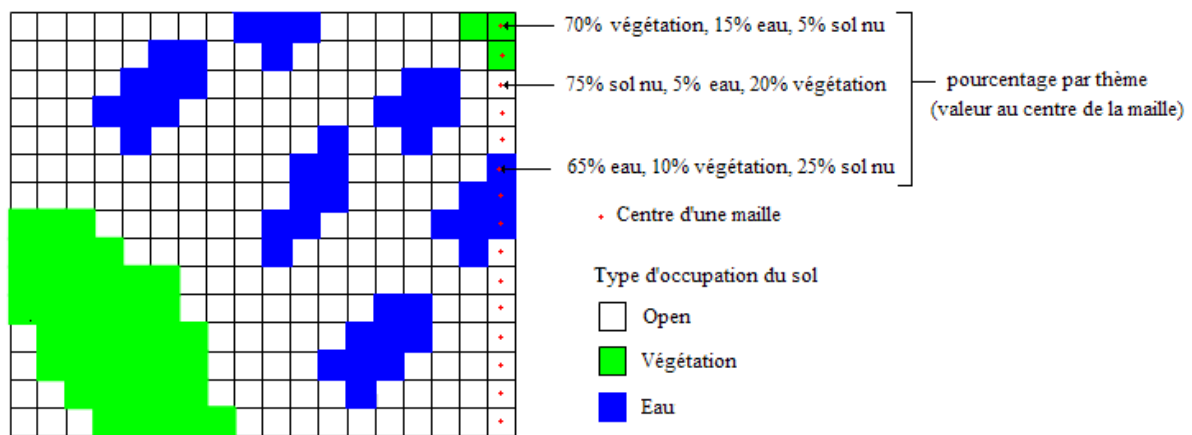 70% végétation, 15% eau, 5% sol nu
75% sol nu, 5% eau, 20% végétation
pourcentage par thème
(valeur au centre de la maille)
65% eau, 10% végétation, 25% sol nu
Centre d'une maille
Type d'occupation du sol
Open
Végétation
Eau